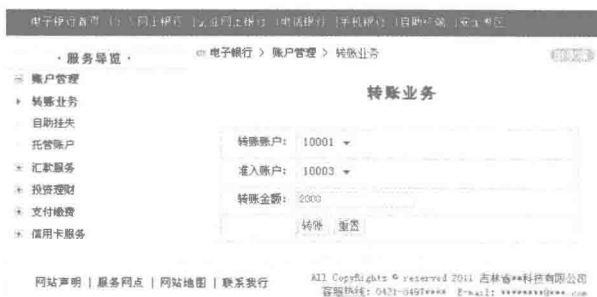 电子银行首页 | 个人网上银行 | 企业网上银行 | 电话银行 | 手机银行 | 自助终端 |
· 服务导览 ·
电子银行 > 账户管理 > 转账业务
账户管理
转账业务
自助挂失
托管账户
汇款服务
投资理财
支付缴费
信用卡服务
转账业务
转账账户: 10001
准入账户: 10003
转账金额: 2000
转账 重置
网站声明 | 服务网点 | 网站地图 | 联系我行
All CopyRights © reserved 2011 吉林省**科技有限公司
客服热线: 0431-8497**** E-mail: ********@***.com